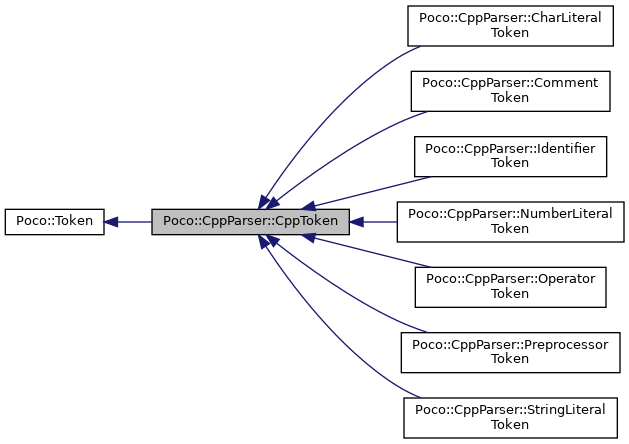 Poco::Token
Poco::CppParser::CppToken
Poco::CppParser::CharLiteral
Token
Poco::CppParser::Comment
Token
Poco::CppParser::Identifier
Token
Poco::CppParser::NumberLiteral
Token
Poco::CppParser::Operator
Token
Poco::CppParser::Preprocessor
Token
Poco::CppParser::StringLiteral
Token